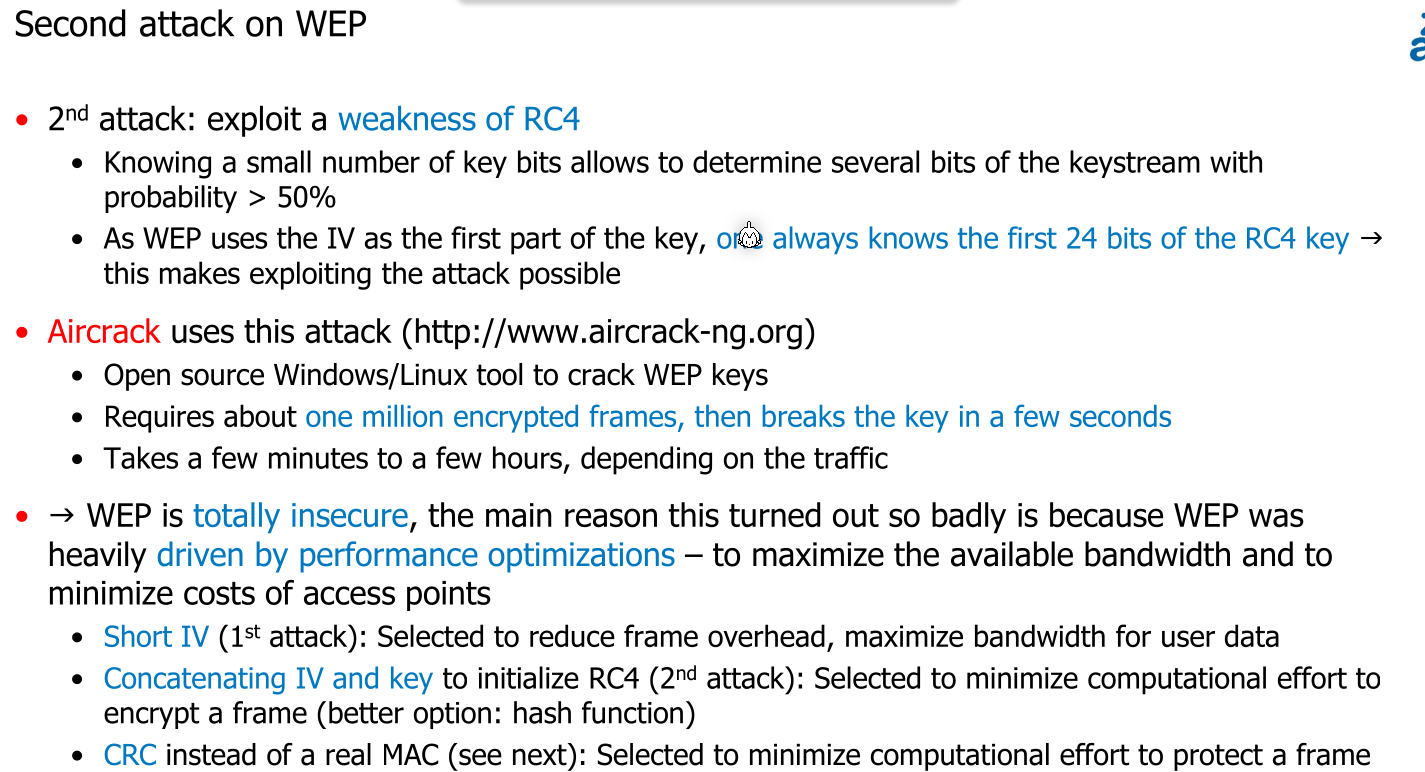 Second attack on WEP
• 2nd attack: exploit a weakness of RC4
• Knowing a small number of key bits allows to determine several bits of the keystream with
probability > 50%
• As WEP uses the IV as the first part of the key, one always knows the first 24 bits of the RC4 key →
this makes exploiting the attack possible
• Aircrack uses this attack (http://www.aircrack-ng.org)
• Open source Windows/Linux tool to crack WEP keys
• Requires about one million encrypted frames, then breaks the key in a few seconds
• Takes a few minutes to a few hours, depending on the traffic
• → WEP is totally insecure, the main reason this turned out so badly is because WEP was
heavily driven by performance optimizations – to maximize the available bandwidth and to
minimize costs of access points
• Short IV (1st attack): Selected to reduce frame overhead, maximize bandwidth for user data
• Concatenating IV and key to initialize RC4 (2nd attack): Selected to minimize computational effort to
encrypt a frame (better option: hash function)
• CRC instead of a real MAC (see next): Selected to minimize computational effort to protect a frame